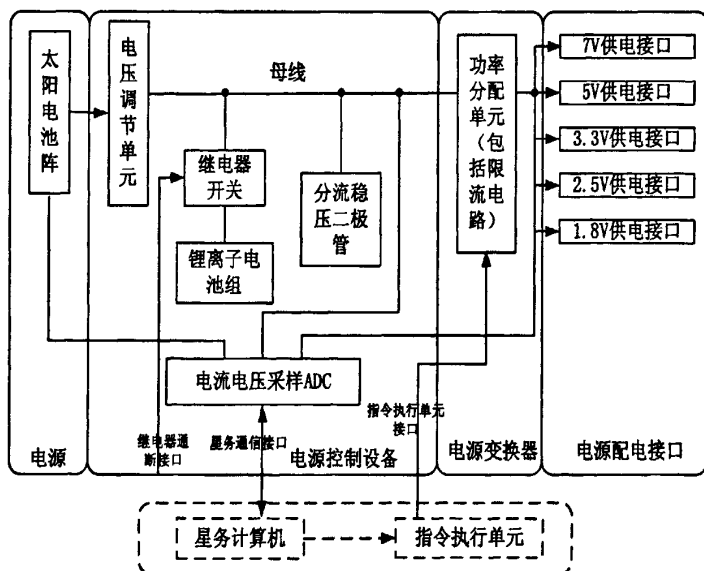 太阳电池阵
电压调节单元
母线
继电器
开关
锂离子电
池组
分流稳
压二极
管
功率
分配
单元
（包
括限
流电
路）
7V供电接口
5V供电接口
3.3V供电接口
2.5V供电接口
1.8V供电接口
电流电压采样ADC
继电器通
断接口
星务通信接口
指令执行单元
接口
电源
电源控制设备
电源变换器
电源配电接口
星务计算机
指令执行单元